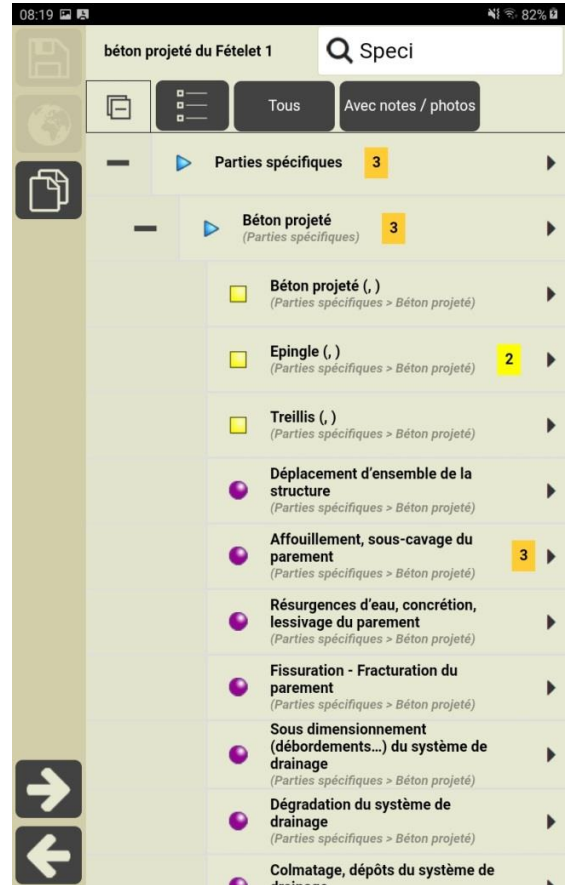 08:19 82%
béton projeté du Fételet 1 Speci
Tous Avec notes / photos
Parties spécifiques 3
Béton projeté
(Parties spécifiques) 3
Béton projeté (, )
(Parties spécifiques > Béton projeté)
Epingle (, )
(Parties spécifiques > Béton projeté) 2
Treillis (, )
(Parties spécifiques > Béton projeté)
Déplacement d'ensemble de la
structure
(Parties spécifiques > Béton projeté)
Affouillement, sous-cavage du
parement 3
(Parties spécifiques > Béton projeté)
Résurgences d'eau, concrétion,
lessivage du parement
(Parties spécifiques > Béton projeté)
Fissuration - Fracturation du
parement
(Parties spécifiques > Béton projeté)
Sous dimensionnement
(débordements...) du système de
drainage
(Parties spécifiques > Béton projeté)
Dégradation du système de
drainage
(Parties spécifiques > Béton projeté)
Colmatage, dépôts du système de
drainage